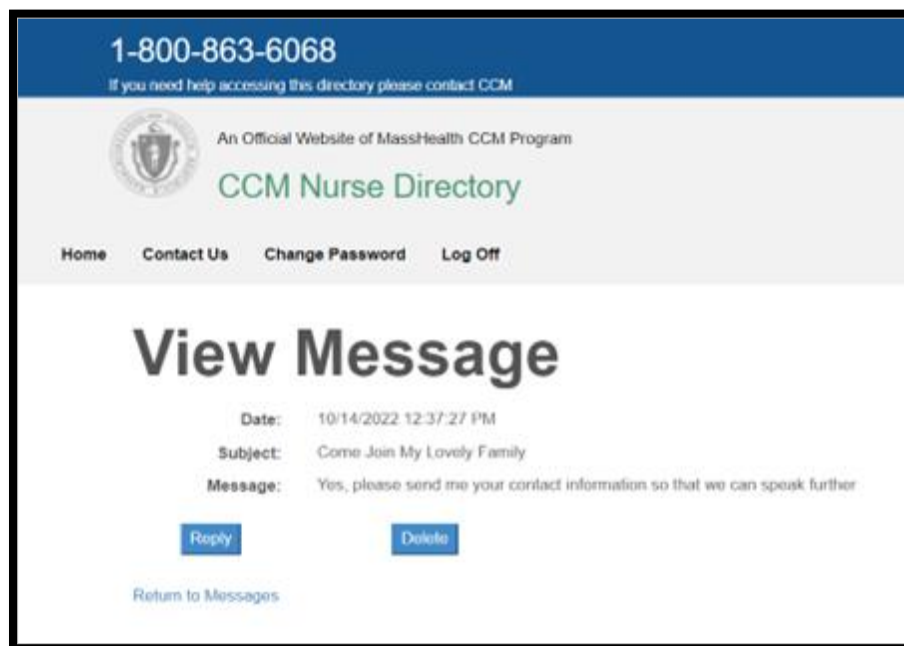 1-800-863-6068
If you need help accessing this directory please contact CCM
An Official Website of MassHealth CCM Program
CCM Nurse Directory
Home Contact Us Change Password Log Off
View Message
Date: 10/14/2022 12:37:27 PM
Subject: Come Join My Lovely Family
Message: Yes, please send me your contact information so that we can speak further
Reply Delete
Return to Messages